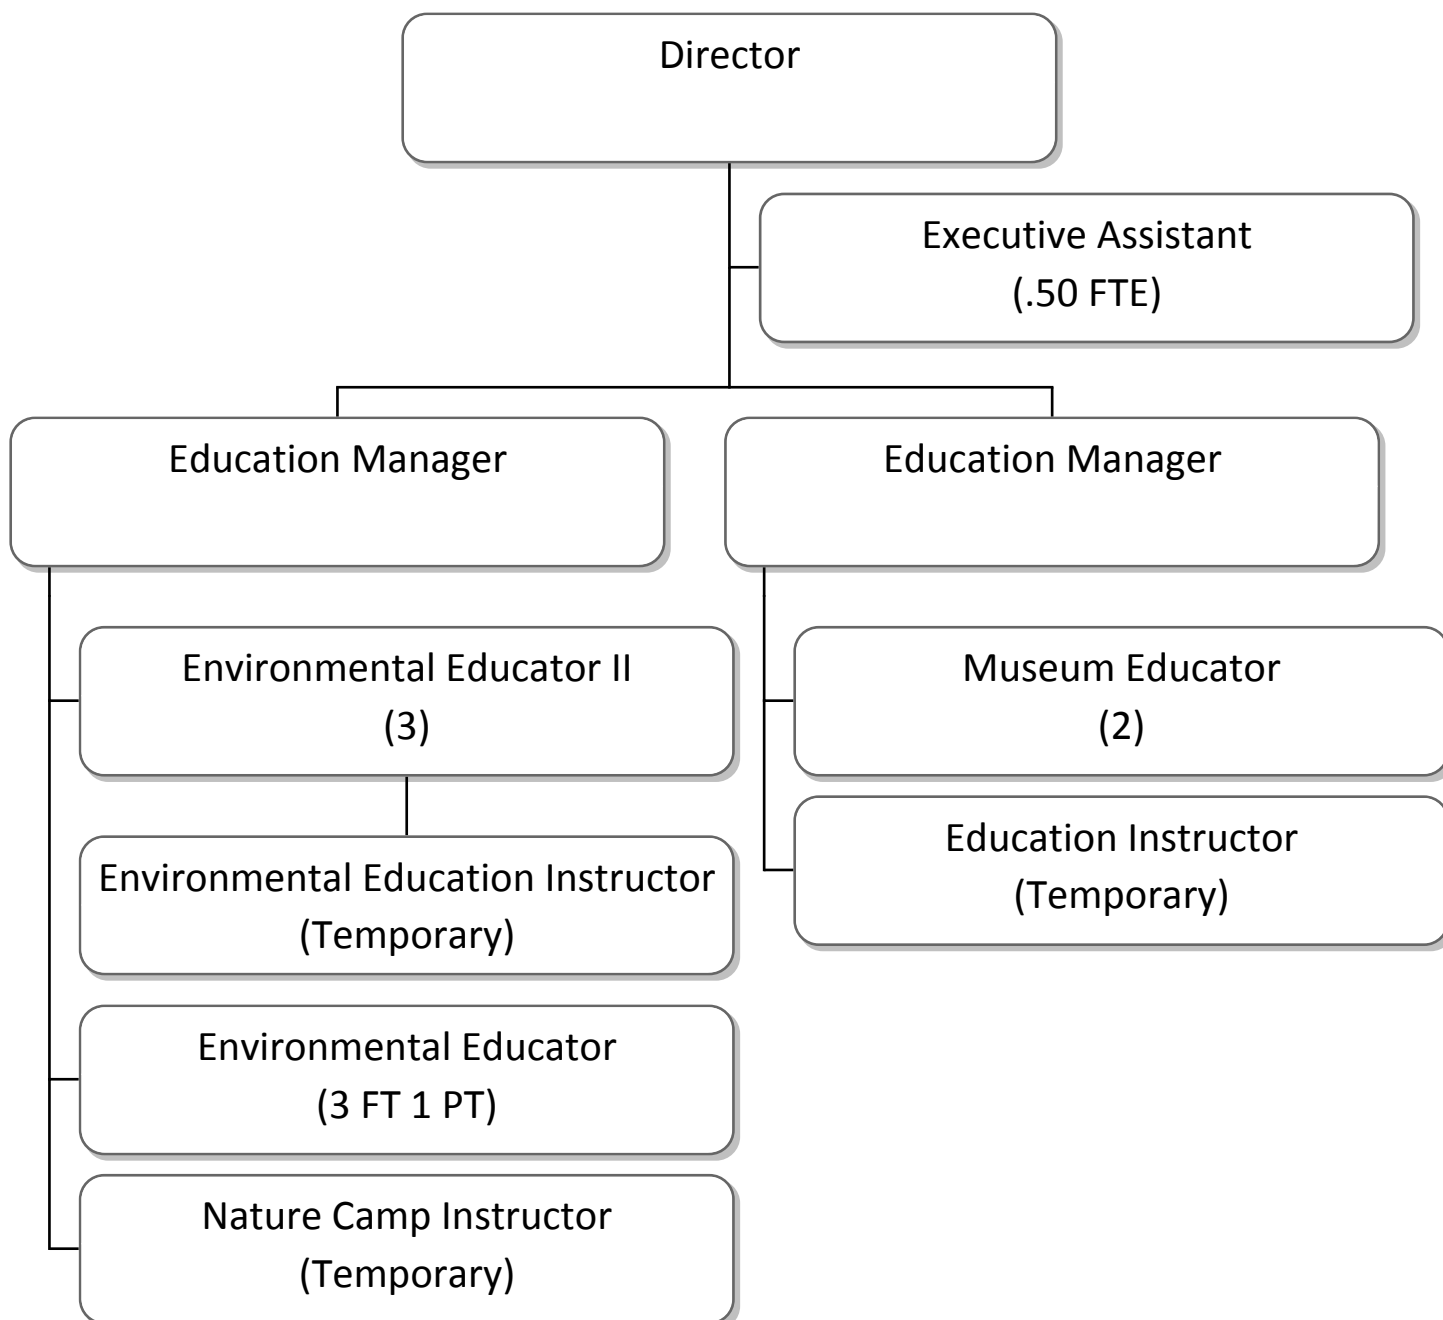 Director
Executive Assistant
(.50 FTE)
Education Manager
Education Manager
Environmental Educator II
(3)
Environmental Education Instructor
(Temporary)
Environmental Educator
(3 FT 1 PT)
Nature Camp Instructor
(Temporary)
Museum Educator
(2)
Education Instructor
(Temporary)